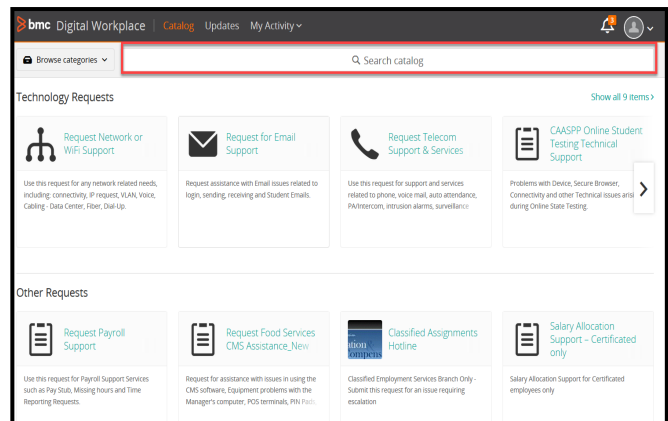 bmc Digital Workplace Catalog Updates My Activity
3
Browse categories
Search catalog
Technology Requests
Show all 9 items
Request Network or
WiFi Support
Use this request for any network related needs,
including: connectivity, IP request, VLAN, Voice,
Cabling - Data Center, Fiber, Dial-Up.
Request for Email
Support
Request assistance with Email issues related to
login, sending, receiving and Student Emails.
Request Telecom
Support & Services
Use this request for support and services
related to phone, voice mail, auto attendance,
PA/Intercom, intrusion alarms, surveillance
CAASPP Online Student
Testing Technical
Support
Problems with Device, Secure Browser,
Connectivity and other Technical issues
during Online State Testing.
Other Requests
Request Payroll
Support
Use this request for Payroll Support Services
such as Pay Stub, Missing hours and Time
Reporting Requests.
Request Food Services
CMS Assistance_New
Request for assistance with issues in using the
CMS software, Equipment problems with the
Manager's computer, POS terminals, PIN Pads
ation
ompens
Classified Assignments
Hotline
Classified Employment Services Branch Only -
Submit this request for an issue requiring
escalation
Salary Allocation
Support – Certificated
only
Salary Allocation Support for Certificated
employees only